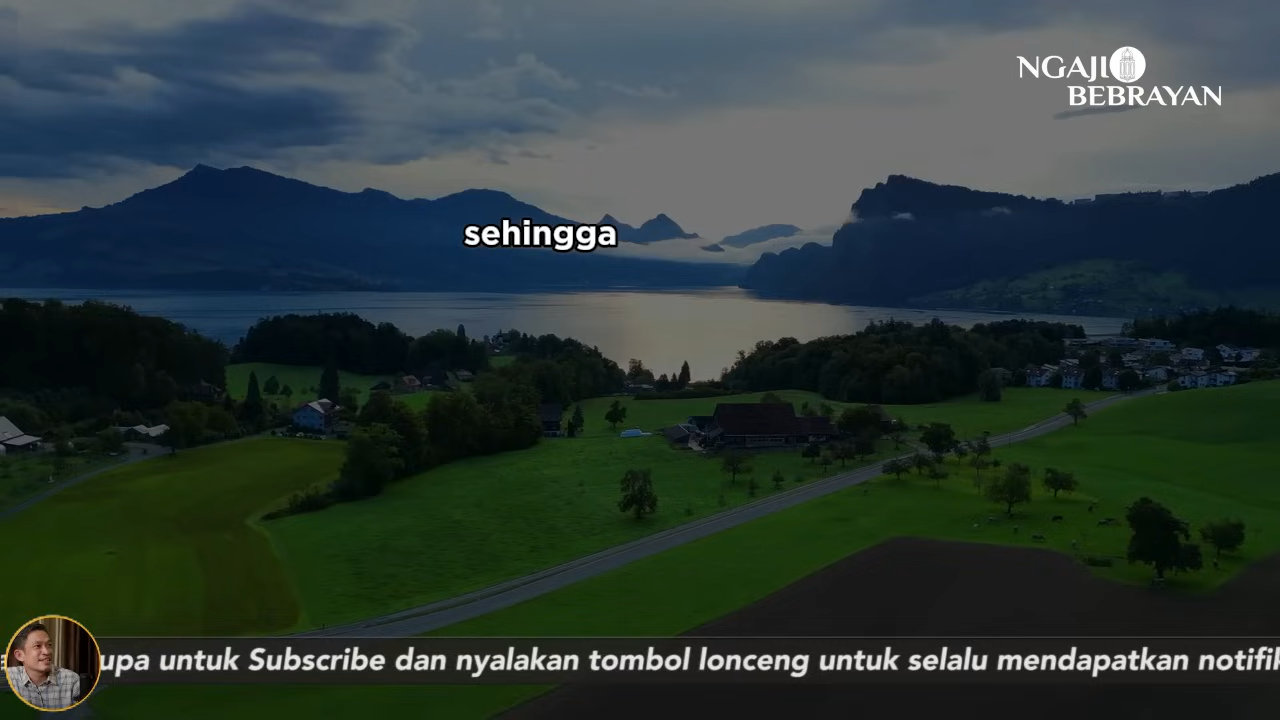 NGAJI
BEBRAYAN
sehingga
upa untuk Subscribe dan nyalakan tombol lonceng untuk selalu mendapatkan notifik